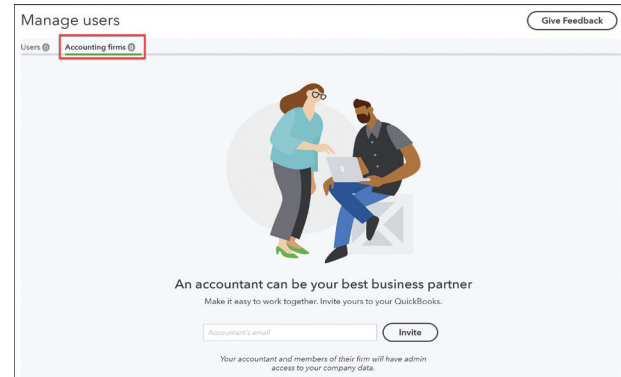 Manage users
Give Feedback
Users 0 Accounting firms 0
An accountant can be your best business partner
Make it easy to work together. Invite yours to your QuickBooks.
Accountant's email Invite
Your accountant and members of their firm will have admin
access to your company data.